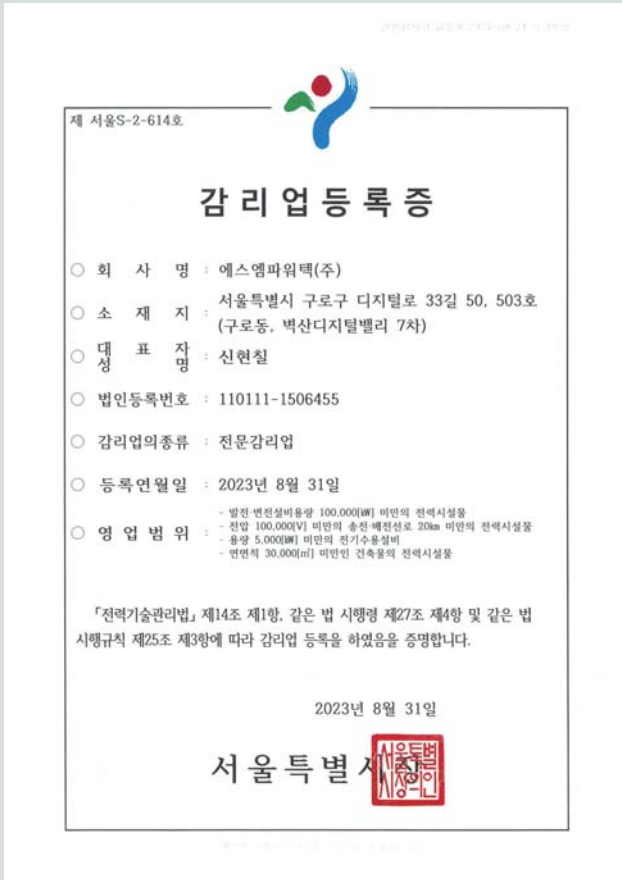 제 서울S-2-614호
감리업등록증
○ 회 사 명 : 에스엠파워텍(주)
○ 소 재 지 : 서울특별시 구로구 디지털로 33길 50, 503호
(구로동, 벽산디지털밸리 7차)
○ 대 표 자
성 명 : 신현칠
○ 법인등록번호 : 110111-1506455
○ 감리업의종류 : 전문감리업
○ 등록연월일 : 2023년 8월 31일
○ 영업범위 : - 발전·변전설비용량 100,000[㎾] 미만의 전력시설물
- 전압 100,000[V] 미만의 송전·배전선로 20㎞ 미만의 전력시설물
- 용량 5,000[㎾] 미만의 전기수용설비
- 연면적 30,000[㎡] 미만인 건축물의 전력시설물
「전력기술관리법」 제14조 제1항, 같은 법 시행령 제27조 제4항 및 같은 법
시행규칙 제25조 제3항에 따라 감리업 등록을 하였음을 증명합니다.
2023년 8월 31일
서울특별시장
서울특별
시장의인